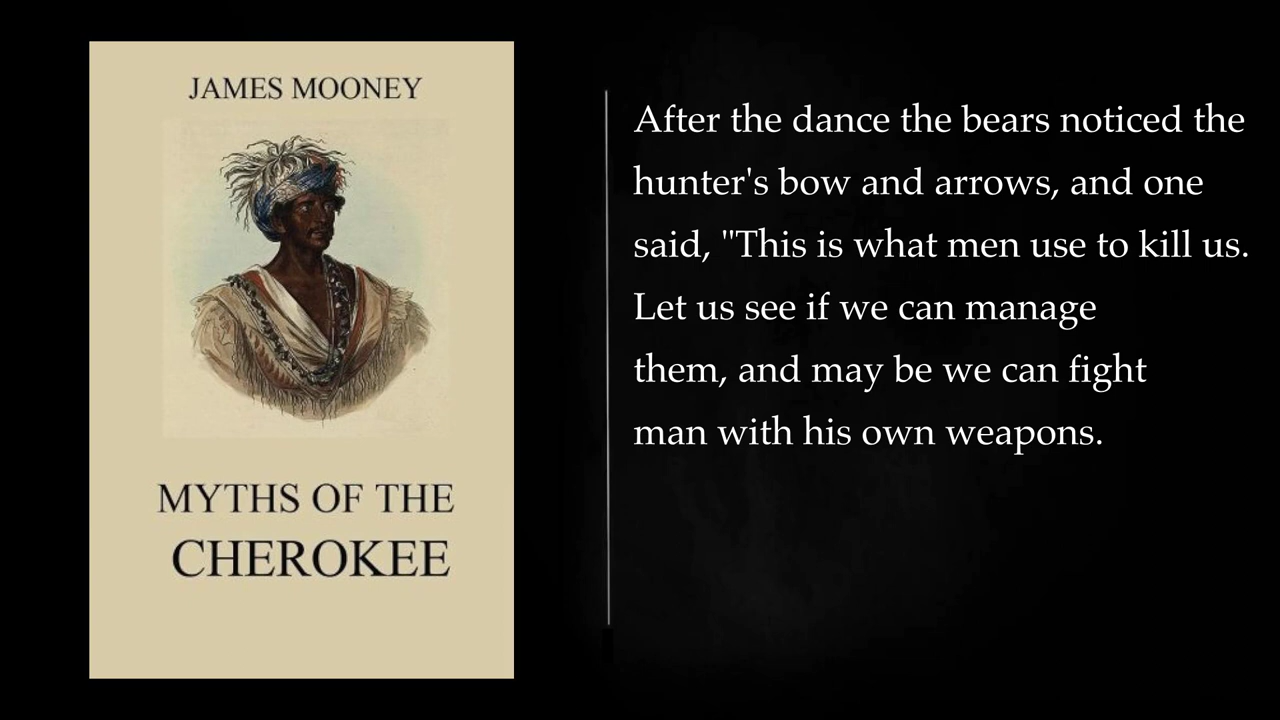 JAMES MOONEY
MYTHS OF THE
CHEROKEE
After the dance the bears noticed the
hunter's bow and arrows, and one
said, "This is what men use to kill us.
Let us see if we can manage
them, and may be we can fight
man with his own weapons.